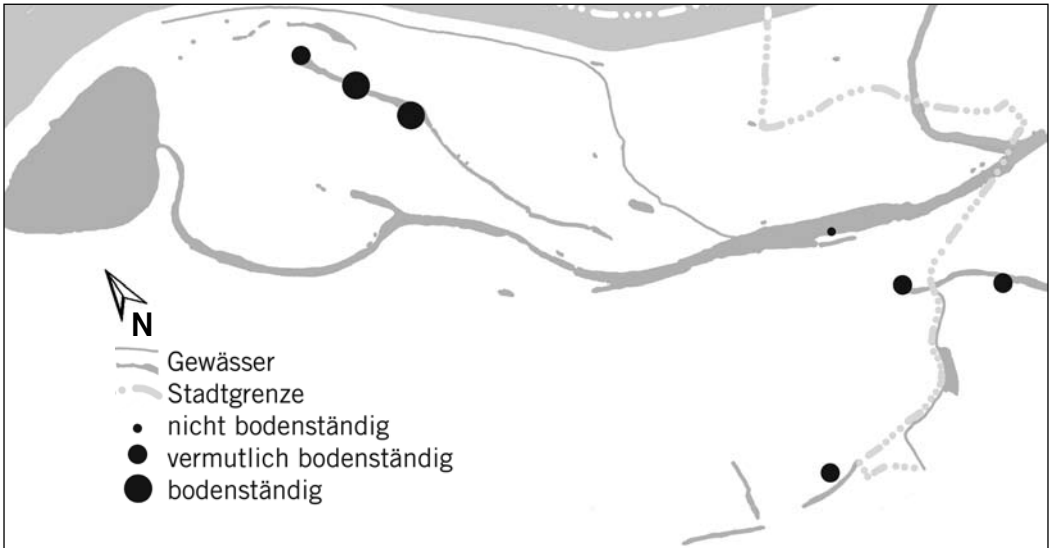 N
Gewässer
Stadtgrenze
nicht bodenständig
vermutlich bodenständig
bodenständig